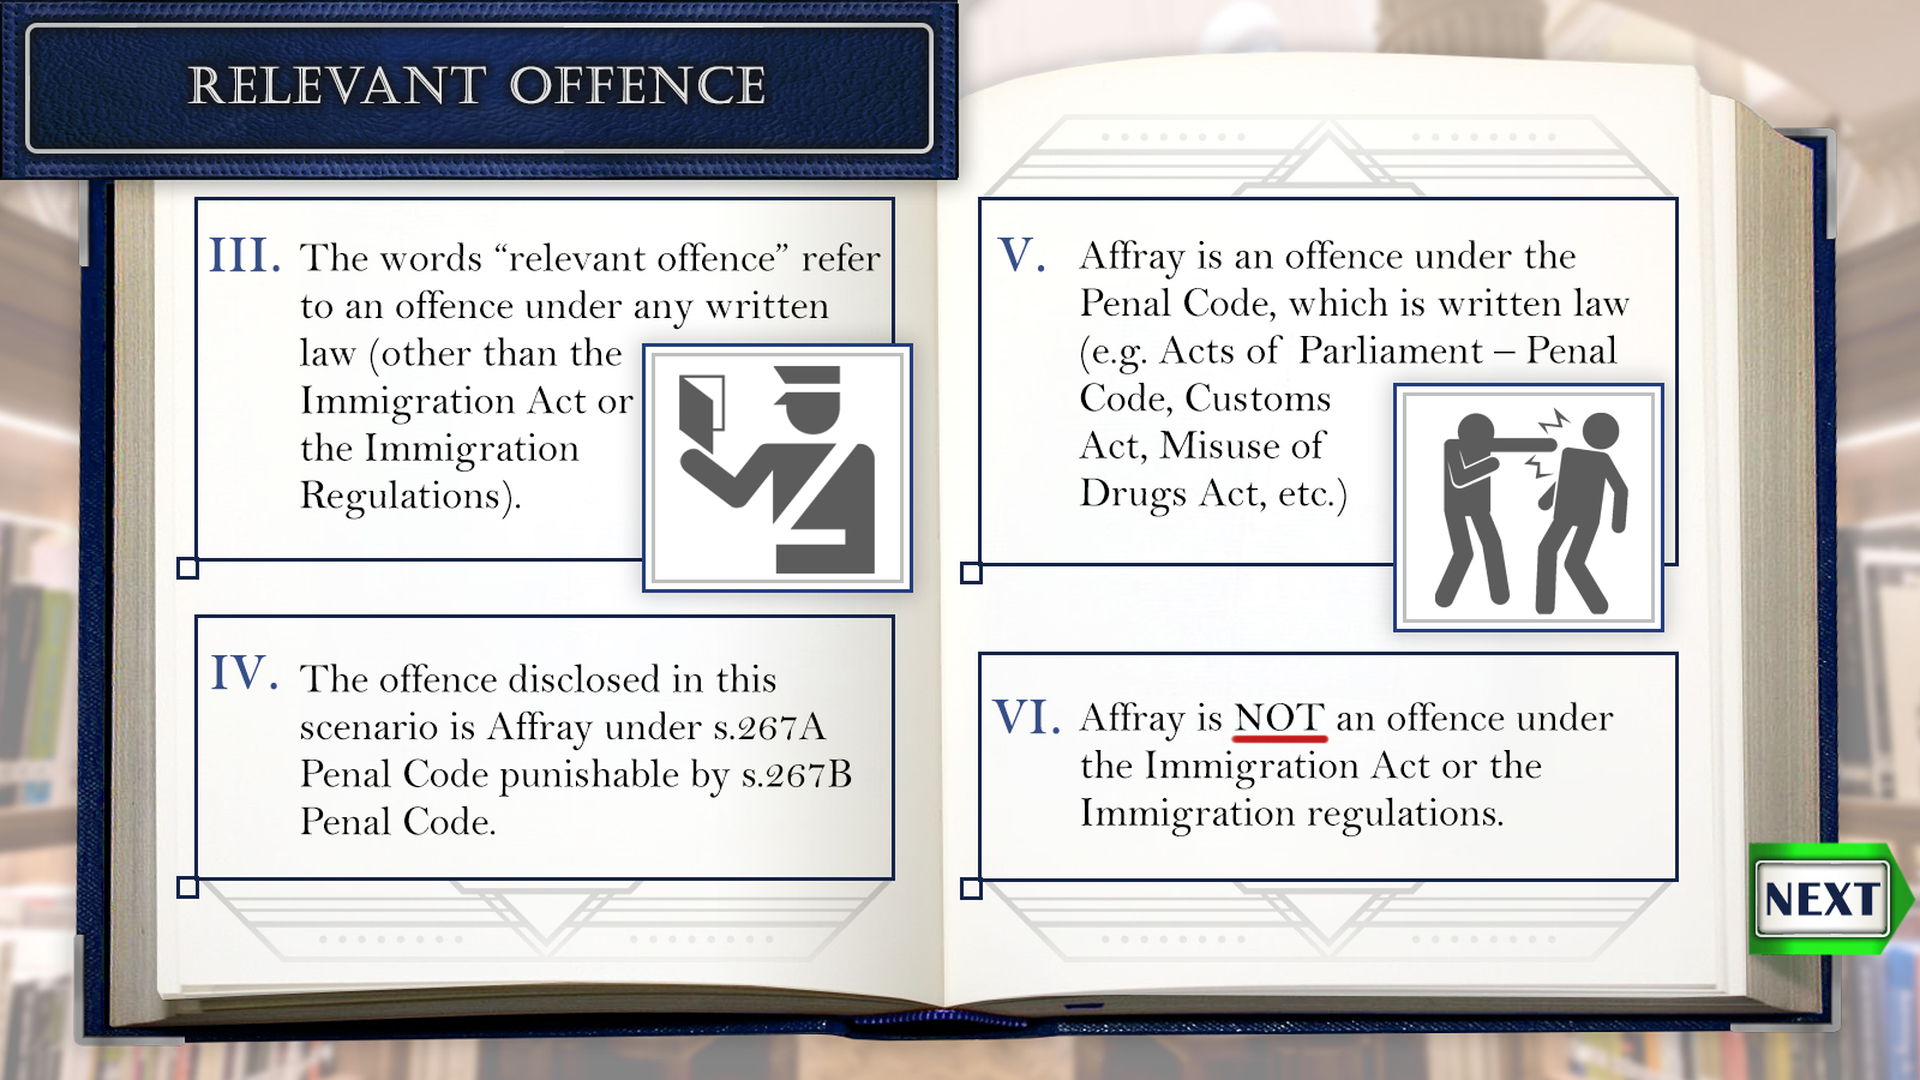 RELEVANT OFFENCE
III. The words “relevant offence” refer
to an offence under any written
law (other than the
Immigration Act or
the Immigration
Regulations).
IV. The offence disclosed in this
scenario is Affray under s.267A
Penal Code punishable by s.267B
Penal Code.
V. Affray is an offence under the
Penal Code, which is written law
(e.g. Acts of Parliament – Penal
Code, Customs
Act, Misuse of
Drugs Act, etc.)
VI. Affray is NOT an offence under
the Immigration Act or the
Immigration regulations.
NEXT